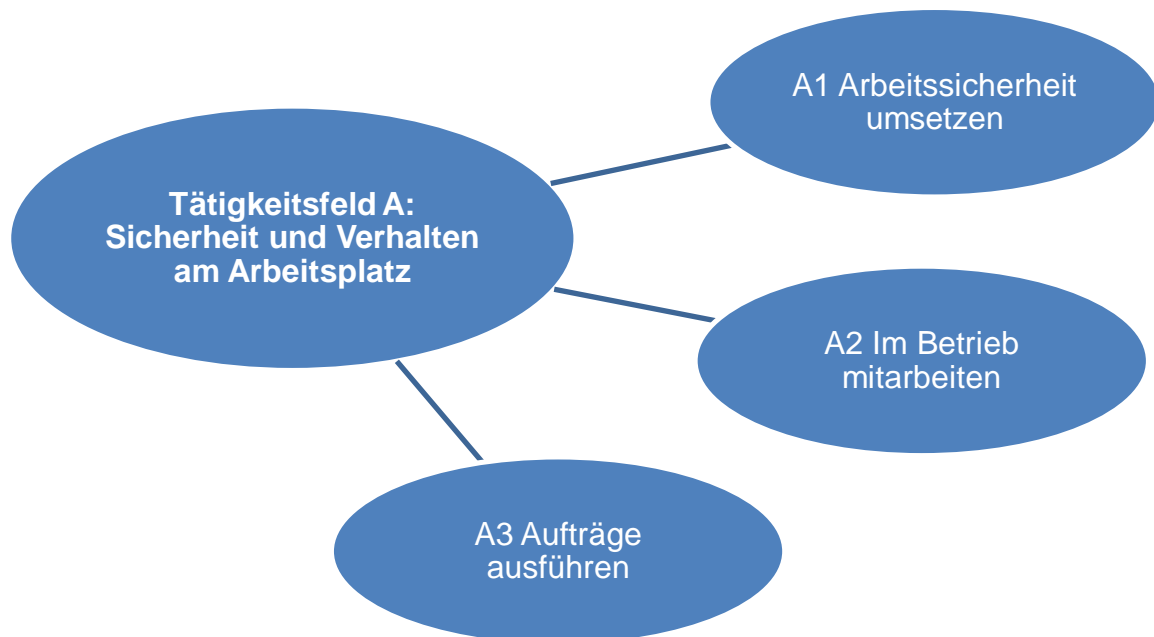 A1 Arbeitssicherheit
umsetzen
Tätigkeitsfeld A:
Sicherheit und Verhalten
am Arbeitsplatz
A2 Im Betrieb
mitarbeiten
A3 Aufträge
ausführen